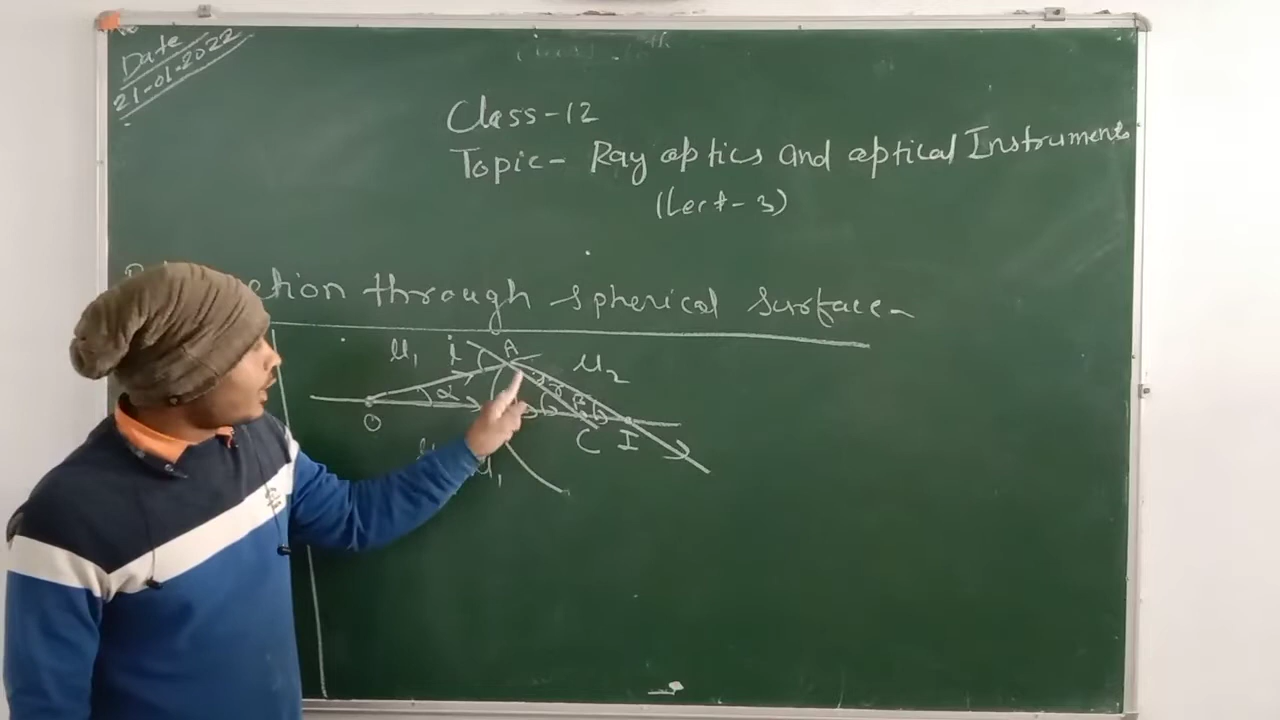 Date
21-01-2022
Class-12
Topic- Ray optics and optical Instruments
(Lect-3)
ction through spherical surface-
μ1 i A μ2
α r β
O C I
μ1